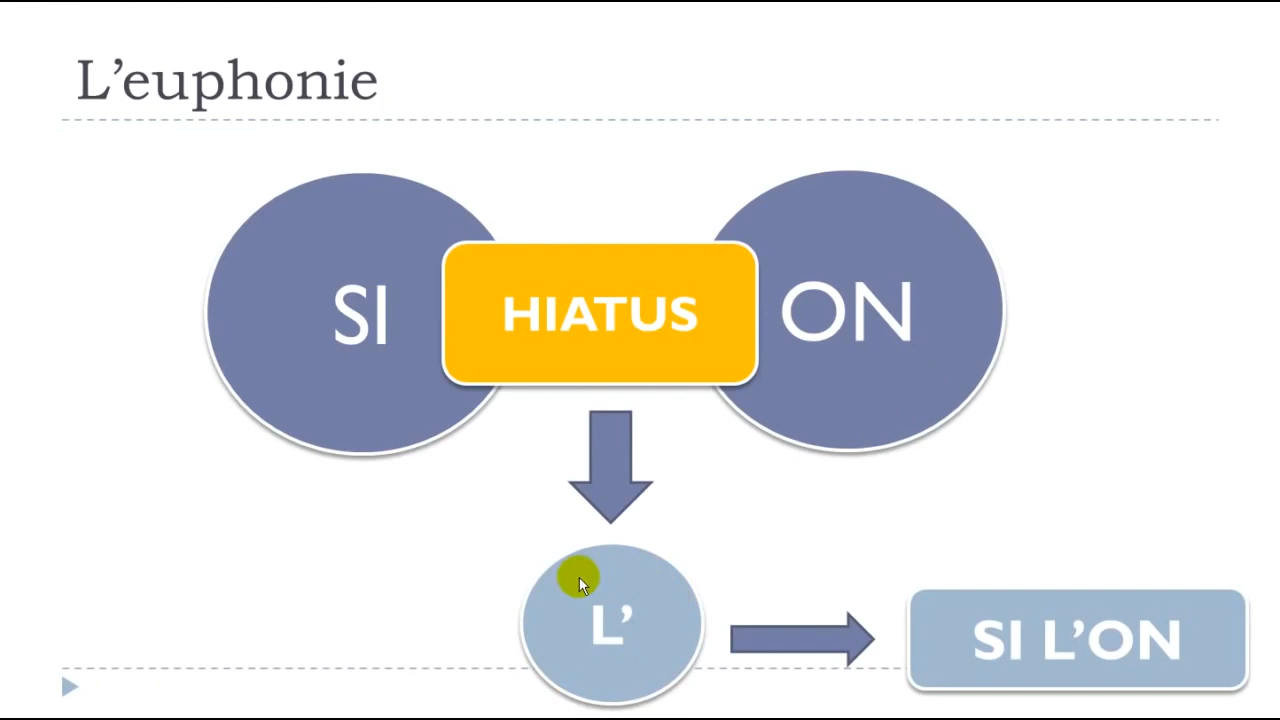 L’euphonie
SI
HIATUS
ON
L’
SI L’ON